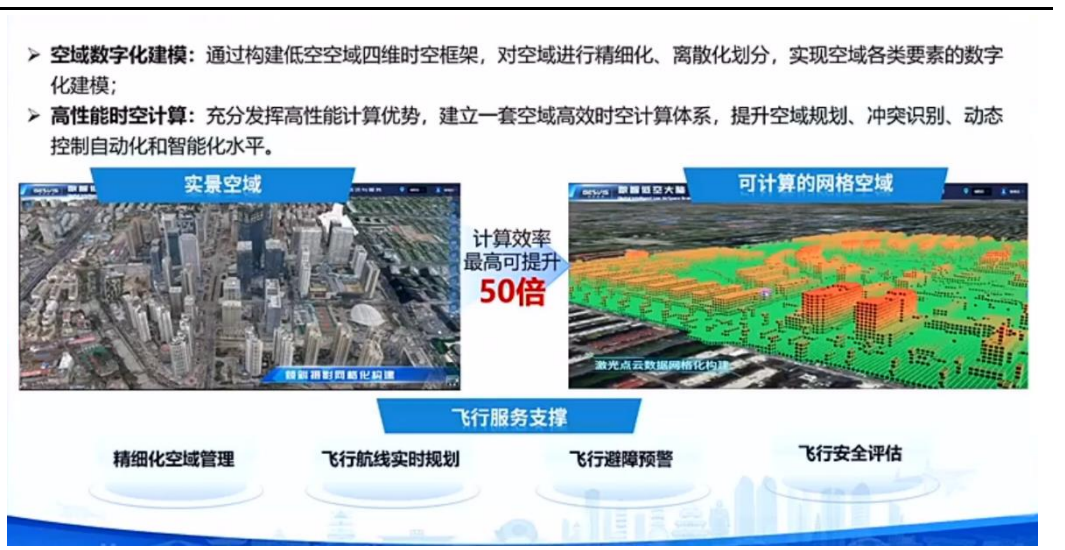 ➢ 空域数字化建模：通过构建低空空域四维时空框架，对空域进行精细化、离散化划分，实现空域各类要素的数字
化建模；
➢ 高性能时空计算：充分发挥高性能计算优势，建立一套空域高效时空计算体系，提升空域规划、冲突识别、动态
控制自动化和智能化水平。
实景空域
可计算的网格空域
计算效率
最高可提升
50倍
倾斜摄影网格化构建
激光点云数据网格化构建
飞行服务支撑
精细化空域管理
飞行航线实时规划
飞行避障预警
飞行安全评估